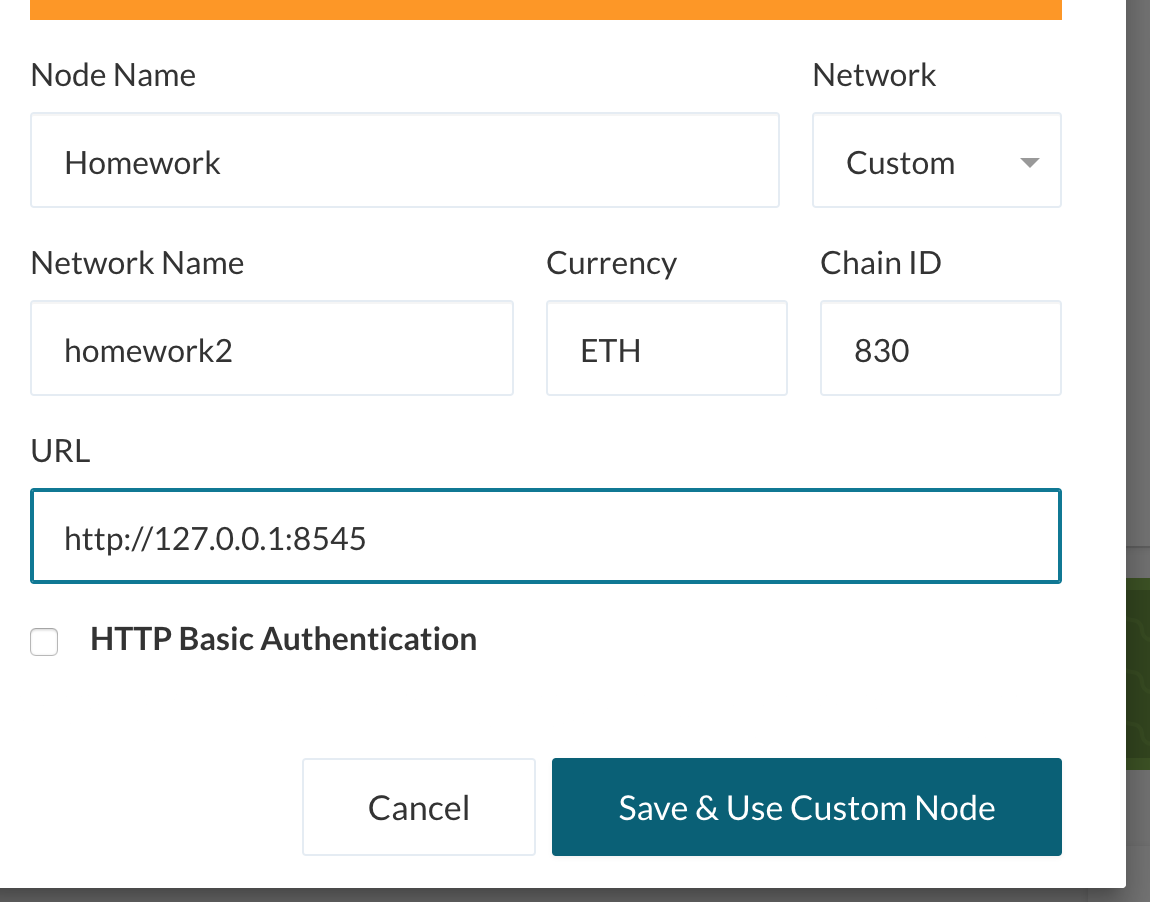 Node Name Network
Homework Custom
Network Name Currency Chain ID
homework2 ETH 830
URL
http://127.0.0.1:8545
HTTP Basic Authentication
Cancel Save & Use Custom Node